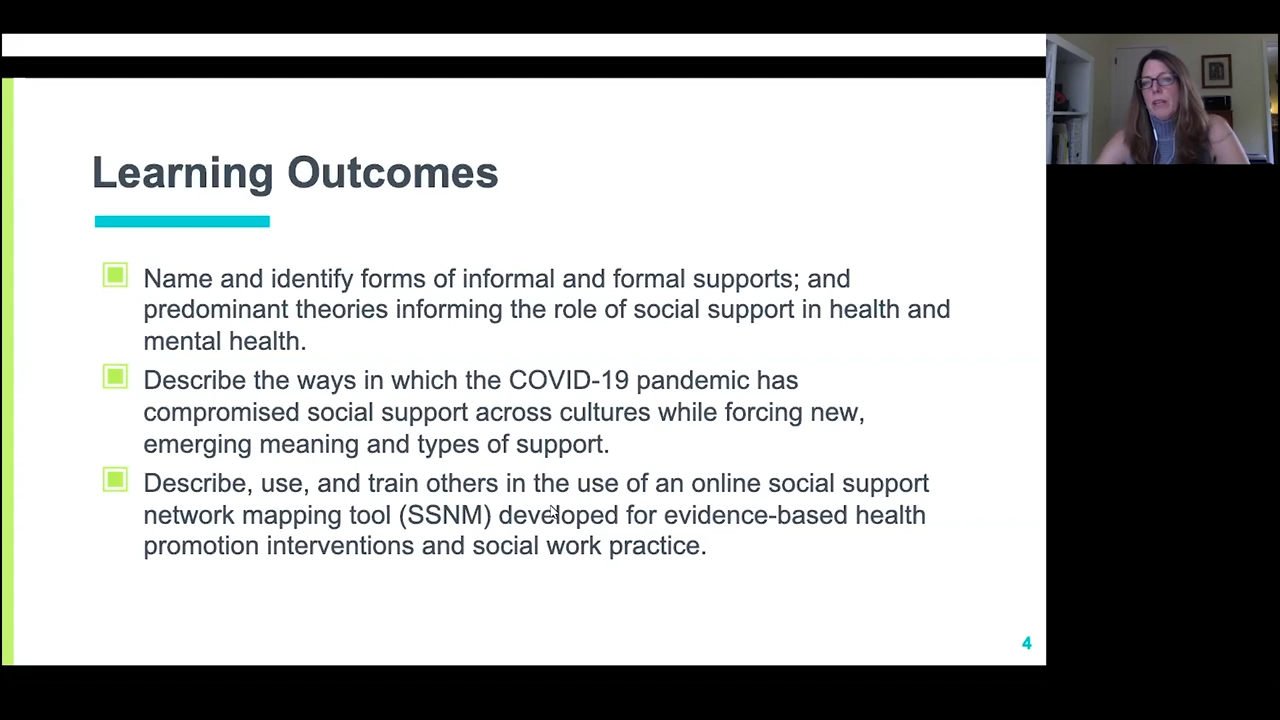 Learning Outcomes
Name and identify forms of informal and formal supports; and
predominant theories informing the role of social support in health and
mental health.
Describe the ways in which the COVID-19 pandemic has
compromised social support across cultures while forcing new,
emerging meaning and types of support.
Describe, use, and train others in the use of an online social support
network mapping tool (SSNM) developed for evidence-based health
promotion interventions and social work practice.
4